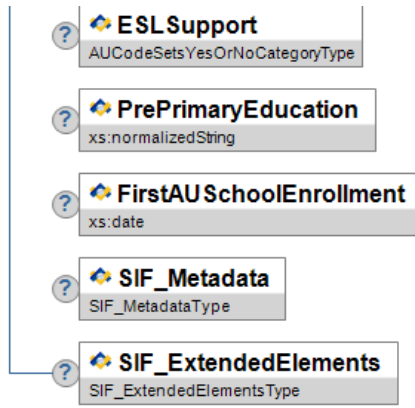 ? ESLSupport
AUCodeSetsYesOrNoCategoryType
? PrePrimaryEducation
xs:normalizedString
? FirstAUSchoolEnrollment
xs:date
? SIF_Metadata
SIF_MetadataType
? SIF_ExtendedElements
SIF_ExtendedElementsType